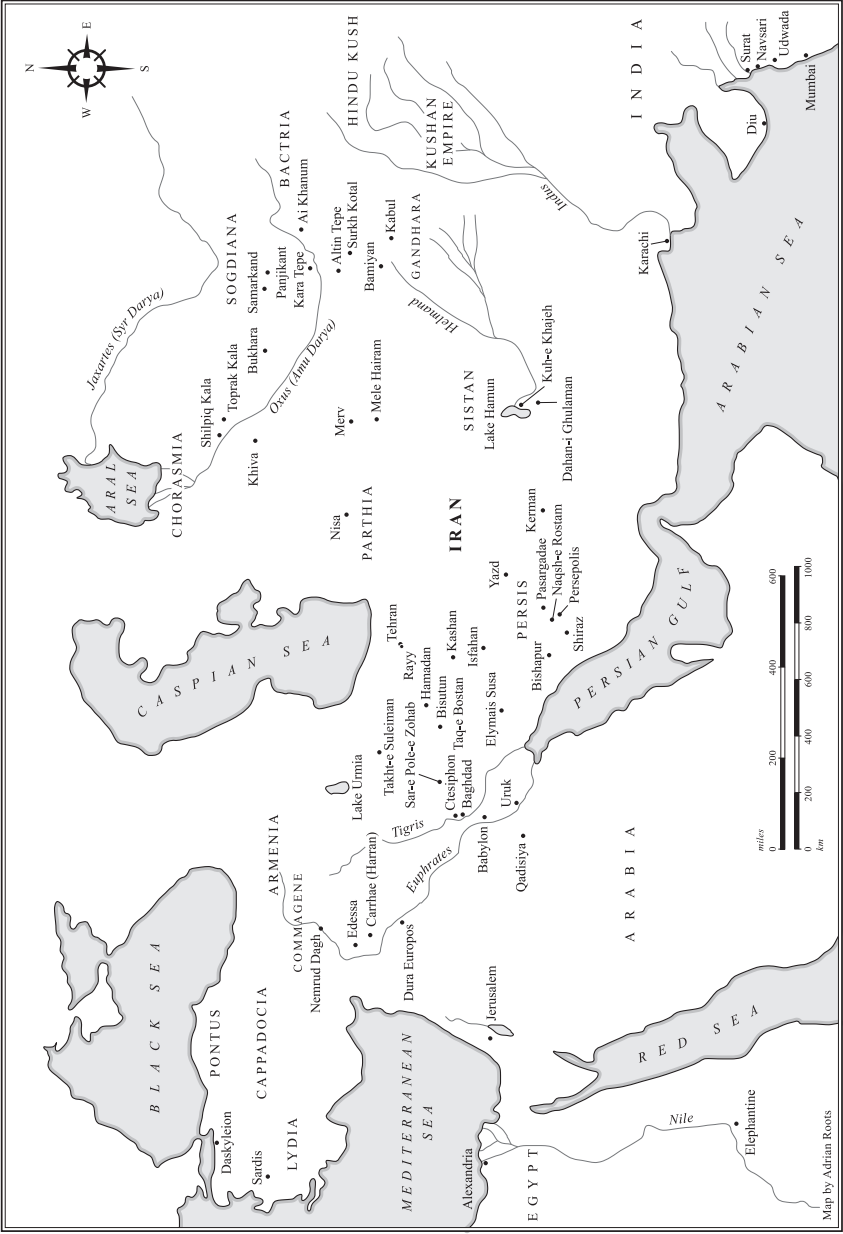 N
E
S
W
BLACK SEA
PONTUS
Daskyleion
Sardis
LYDIA
CAPPADOCIA
COMMAGENE
Nemrud Dagh
ARMENIA
Edessa
Carrhae (Harran)
Dura Europos
Euphrates
Tigris
MEDITERRANEAN
SEA
Jerusalem
Alexandria
EGYPT
Nile
Elephantine
RED SEA
ARABIA
Map by Adrian Roots
CASPIAN SEA
Lake Urmia
Takht-e Suleiman
Sar-e Pole-e Zohab
Ctesiphon
Baghdad
Babylon
Uruk
Qadisiya
Tehran
Rayy
Hamadan
Bisutun
Taq-e Bostan
Kashan
Isfahan
Elymais Susa
Yazd
PERSIS
Bishapur
Pasargadae
Naqsh-e Rostam
Persepolis
Shiraz
Kerman
IRAN
PERSIAN GULF
ARAL
SEA
CHORASMIA
Jaxartes (Syr Darya)
Shilpiq Kala
Toprak Kala
Khiva
Bukhara
Oxus (Amu Darya)
SOGDIANA
Samarkand
Panjikant
Kara Tepe
BACTRIA
Ai Khanum
Nisa
PARTHIA
Merv
Mele Hairam
Altin Tepe
Surkh Kotal
Bamiyan
Kabul
GANDHARA
HINDU KUSH
KUSHAN
EMPIRE
Helmand
SISTAN
Lake Hamun
Kuh-e Khajeh
Dahan-i Ghulaman
Indus
Karachi
ARABIAN SEA
INDIA
Surat
Navsari
Udwada
Mumbai
Diu
miles
0 200 400 600
0 200 400 600 800 1000
km